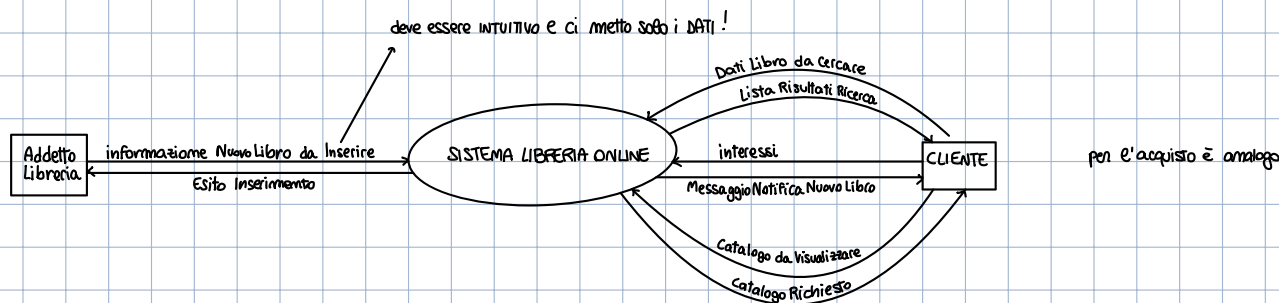 deve essere INTUITIVO e ci metto solo i DATI!
Dati Libro da Cercare
Lista Risultati Ricerca
Addetto
Libreria
informazione Nuovo Libro da Inserire
Esito Inserimento
SISTEMA LIBRERIA ONLINE
interessi
Messaggio Notifica Nuovo Libro
CLIENTE
per l'acquisto è analogo
Catalogo da Visualizzare
Catalogo Richiesto